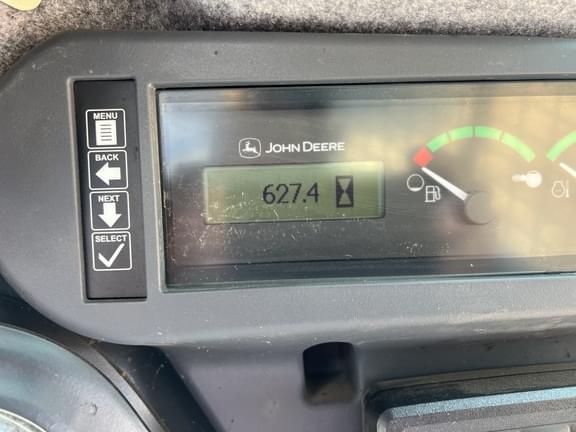 MENU
BACK
NEXT
SELECT
JOHN DEERE
627.4